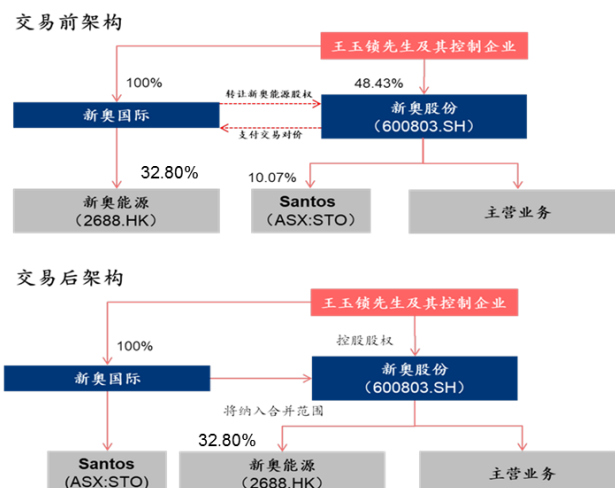 交易前架构
王玉锁先生及其控制企业
100%
48.43%
转让新奥能源股权
新奥国际
新奥股份
(600803.SH)
支付交易对价
32.80%
10.07%
新奥能源
(2688.HK)
Santos
(ASX:STO)
主营业务
交易后架构
王玉锁先生及其控制企业
100%
控股股权
新奥国际
新奥股份
(600803.SH)
将纳入合并范围
32.80%
Santos
(ASX:STO)
新奥能源
(2688.HK)
主营业务